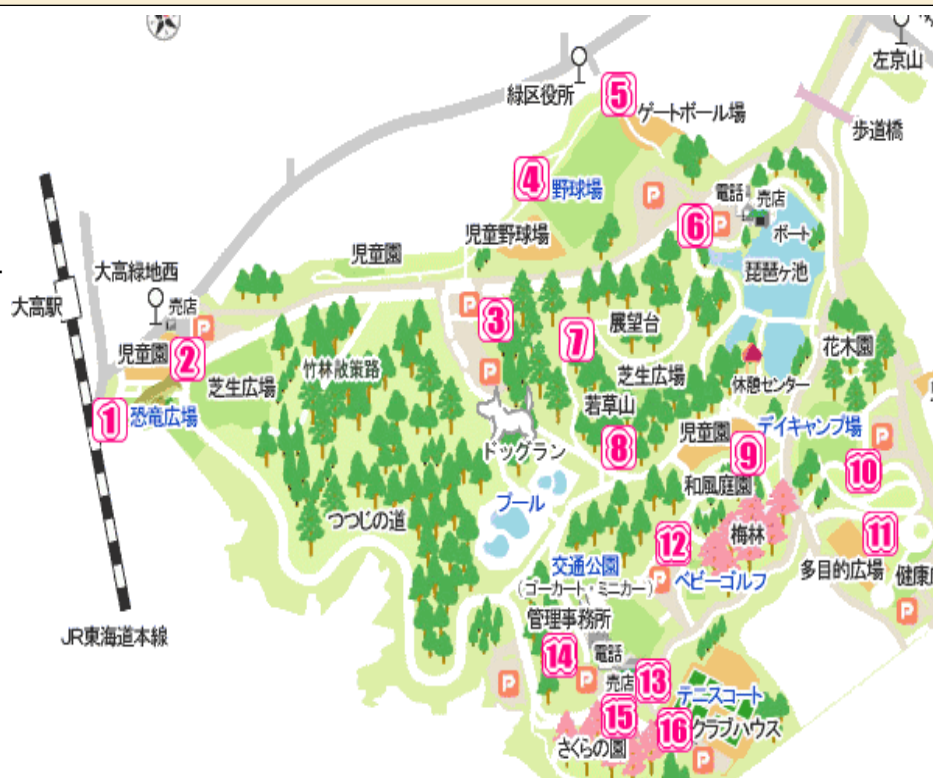 左京山
緑区役所
5
ゲートボール場
歩道橋
4
野球場
P
電話
売店
6
P
ボート
児童野球場
児童園
琵琶ヶ池
大高緑地西
大高駅
売店
P
P
3
展望台
7
花木園
児童園
2
竹林散策路
芝生広場
P
芝生広場
休憩センター
1
恐竜広場
若草山
デイキャンプ場
児童園
P
ドッグラン
8
9
10
和風庭園
プール
つつじの道
梅林
11
12
交通公園
(ゴーカート・ミニカー)
P
ベビーゴルフ
多目的広場
健康
P
管理事務所
JR東海道本線
14
電話
P
P
売店
13
テニスコート
15
16
クラブハウス
さくらの園
P